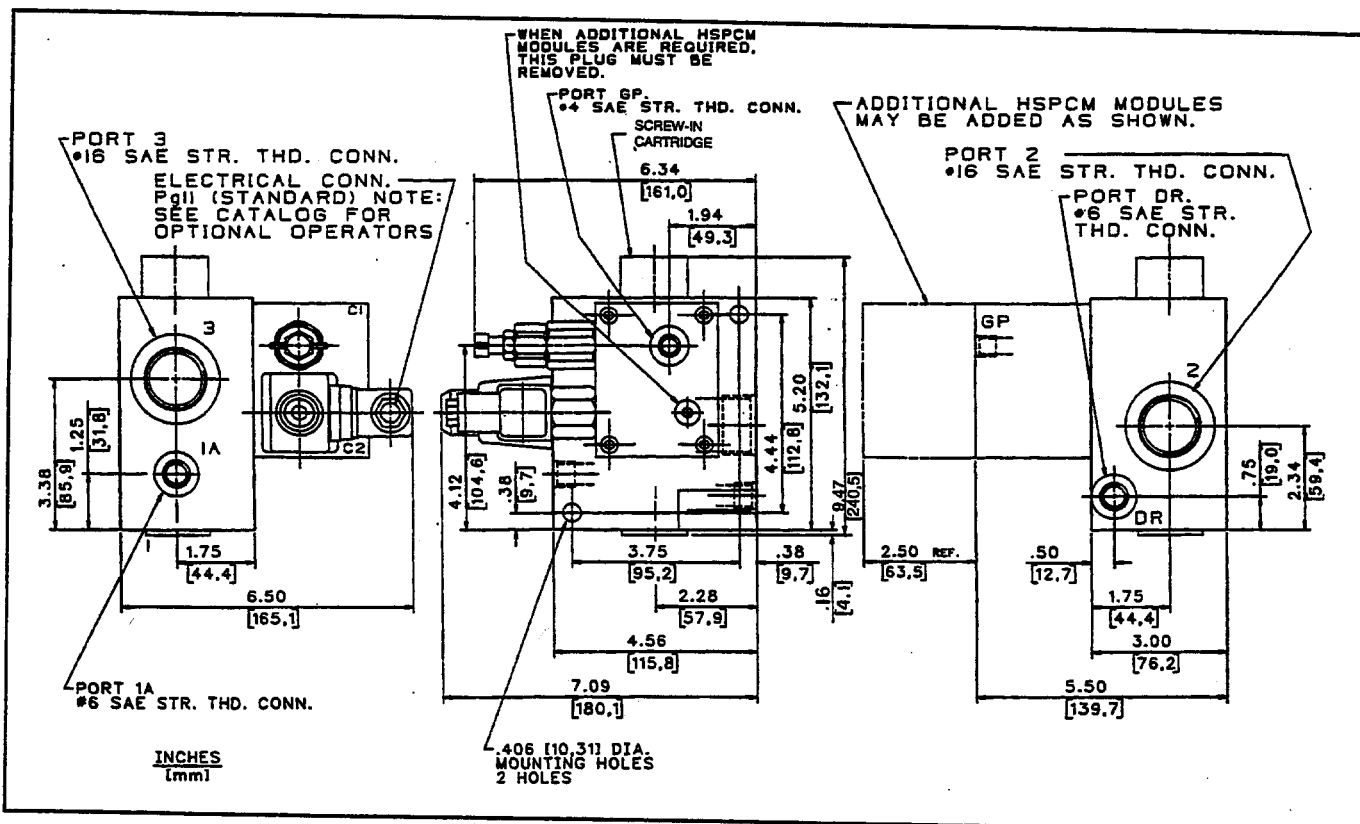 WHEN ADDITIONAL HSPCM
MODULES ARE REQUIRED,
THIS PLUG MUST BE
REMOVED.
PORT GP.
#4 SAE STR. THD. CONN.
SCREW-IN
CARTRIDGE
ADDITIONAL HSPCM MODULES
MAY BE ADDED AS SHOWN.
PORT 3
#16 SAE STR. THD. CONN.
ELECTRICAL CONN.
Pg11 (STANDARD) NOTE:
SEE CATALOG FOR
OPTIONAL OPERATORS
PORT 2
#16 SAE STR. THD. CONN.
PORT DR.
#6 SAE STR.
THD. CONN.
6.34
[161,0]
1.94
[49,3]
C1
3
C2
1A
1
3.38
[85,9]
1.25
[31,8]
1.75
[44,4]
6.50
[165,1]
4.12
[104,6]
.38
[9,7]
4.44
[112,8]
5.20
[132,1]
9.47
[240,5]
3.75
[95,2]
.38
[9,7]
.16
[4,1]
2.28
[57,9]
4.56
[115,8]
7.09
[180,1]
GP
2
DR
.75
[19,0]
2.34
[59,4]
2.50 REF.
[63,5]
.50
[12,7]
1.75
[44,4]
3.00
[76,2]
5.50
[139,7]
PORT 1A
#6 SAE STR. THD. CONN.
.406 [10,31] DIA.
MOUNTING HOLES
2 HOLES
INCHES
[mm]